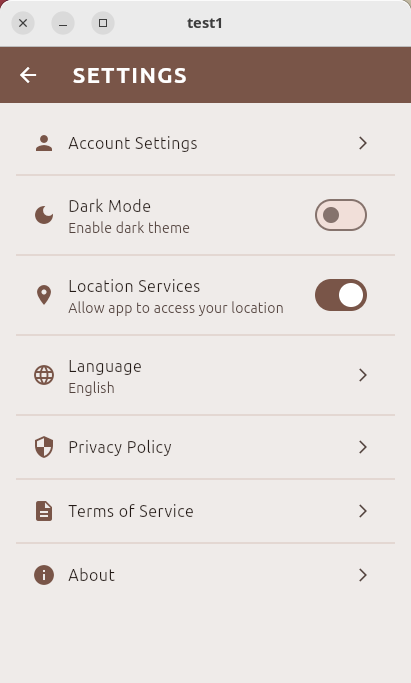 test1
SETTINGS
Account Settings
Dark Mode
Enable dark theme
Location Services
Allow app to access your location
Language
English
Privacy Policy
Terms of Service
About